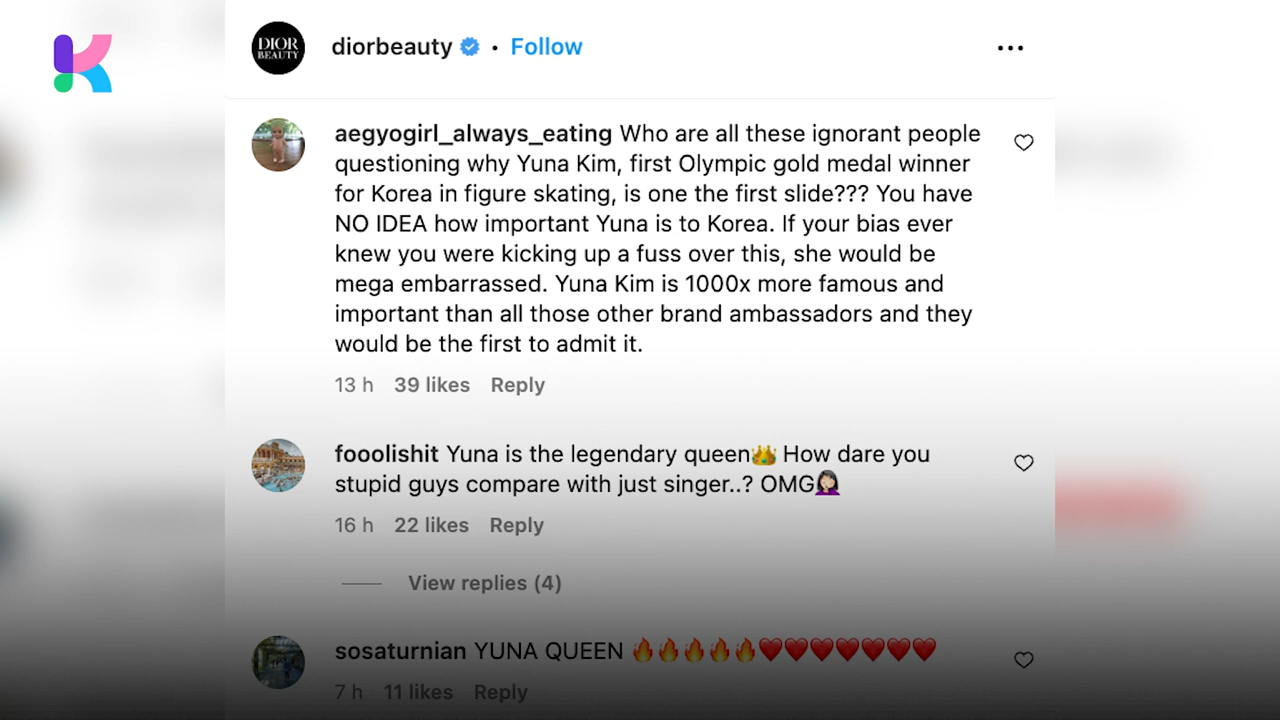 DIOR
BEAUTY
diorbeauty • Follow
aegyogirl_always_eating Who are all these ignorant people
questioning why Yuna Kim, first Olympic gold medal winner
for Korea in figure skating, is one the first slide??? You have
NO IDEA how important Yuna is to Korea. If your bias ever
knew you were kicking up a fuss over this, she would be
mega embarrassed. Yuna Kim is 1000x more famous and
important than all those other brand ambassadors and they
would be the first to admit it.
13 h 39 likes Reply
fooolishit Yuna is the legendary queen👑 How dare you
stupid guys compare with just singer..? OMG🤦🏻‍♀️
16 h 22 likes Reply
View replies (4)
sosaturnian YUNA QUEEN 🔥🔥🔥🔥🔥❤️❤️❤️❤️❤️❤️❤️
7 h 11 likes Reply